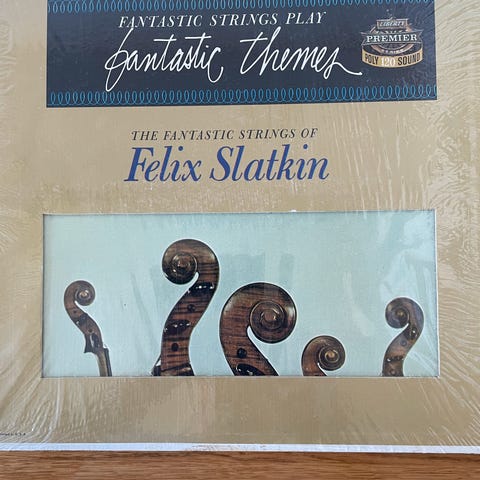 FANTASTIC STRINGS PLAY
fantastic themes
LIBERTY
PREMIER
POLY 120 SOUND
THE FANTASTIC STRINGS OF
Felix Slatkin